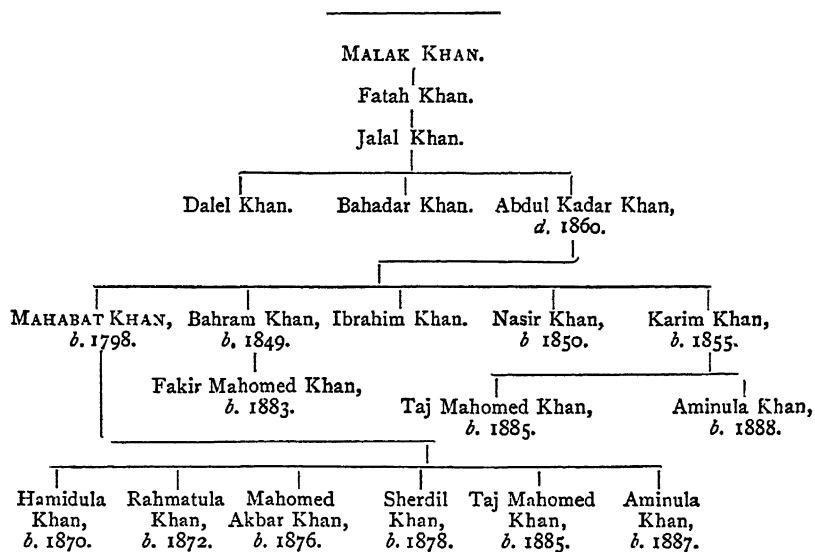 MALAK KHAN.
Fatah Khan.
Jalal Khan.
Dalel Khan. Bahadar Khan. Abdul Kadar Khan,
d. 1860.
MAHABAT KHAN, Bahram Khan, Ibrahim Khan. Nasir Khan, Karim Khan,
b. 1798. b. 1849. b 1850. b. 1855.
Fakir Mahomed Khan,
b. 1883.
Taj Mahomed Khan, Aminula Khan,
b. 1885. b. 1888.
Hamidula Rahmatula Mahomed Sherdil Taj Mahomed Aminula
Khan, Khan, Akbar Khan, Khan, Khan, Khan,
b. 1870. b. 1872. b. 1876. b. 1878. b. 1885. b. 1887.